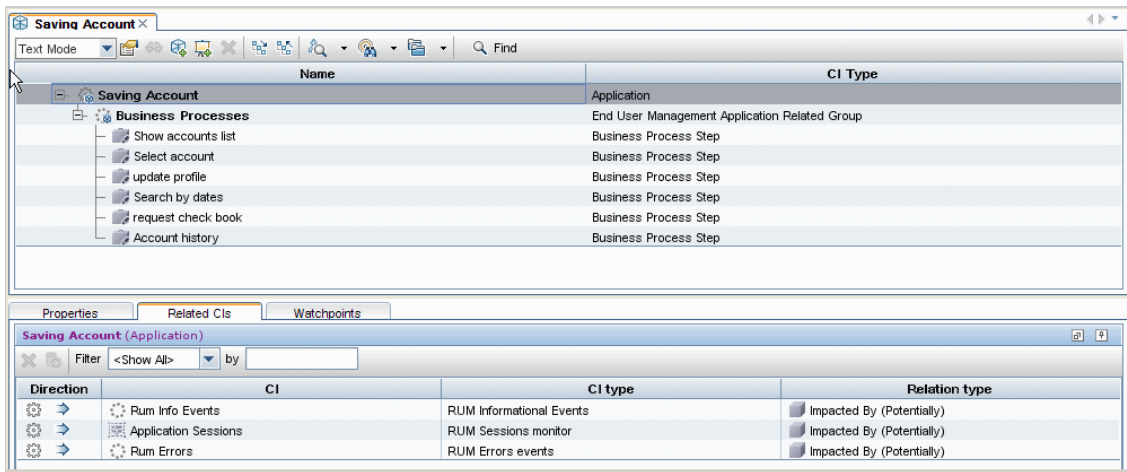 Saving Account
Text Mode Find
Name CI Type
Saving Account Application
Business Processes End User Management Application Related Group
Show accounts list Business Process Step
Select account Business Process Step
update profile Business Process Step
Search by dates Business Process Step
request check book Business Process Step
Account history Business Process Step
Properties Related CIs Watchpoints
Saving Account (Application)
Filter <Show All> by
Direction CI CI type Relation type
Rum Info Events RUM Informational Events Impacted By (Potentially)
Application Sessions RUM Sessions monitor Impacted By (Potentially)
Rum Errors RUM Errors events Impacted By (Potentially)